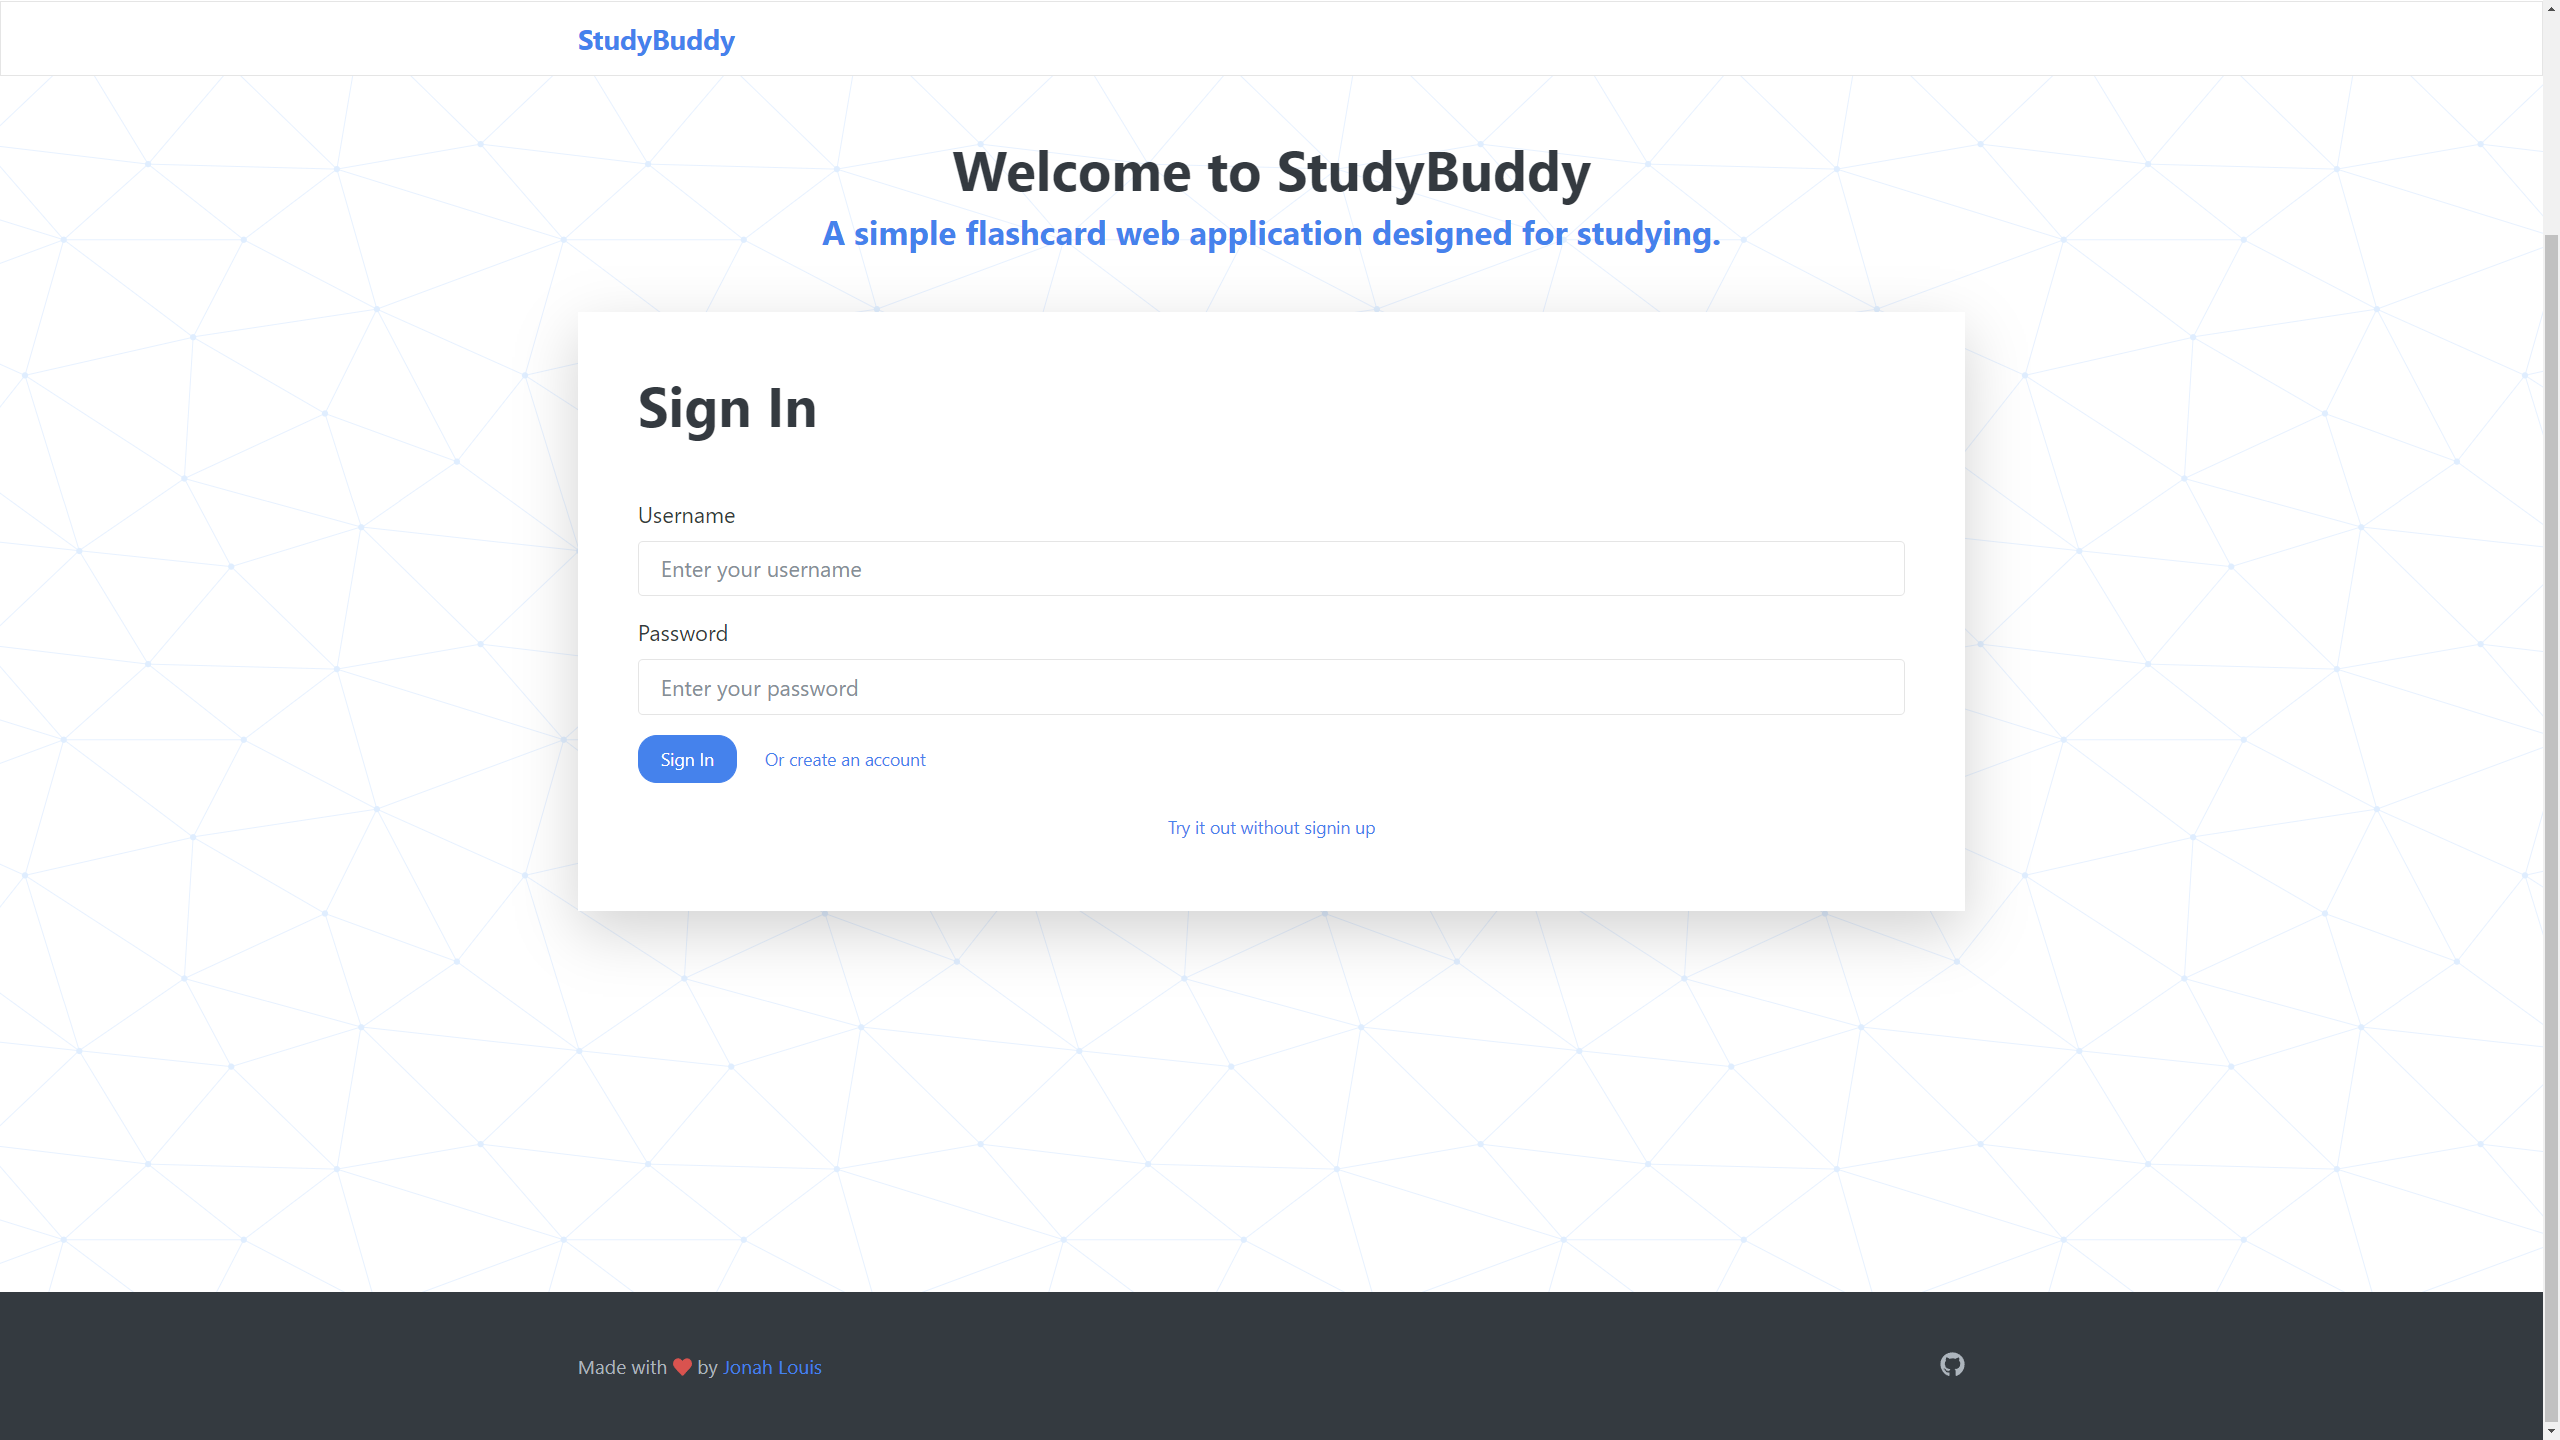 StudyBuddy
Welcome to StudyBuddy
A simple flashcard web application designed for studying.
Sign In
Username
Enter your username
Password
Enter your password
Sign In Or create an account
Try it out without signin up
Made with ❤ by Jonah Louis